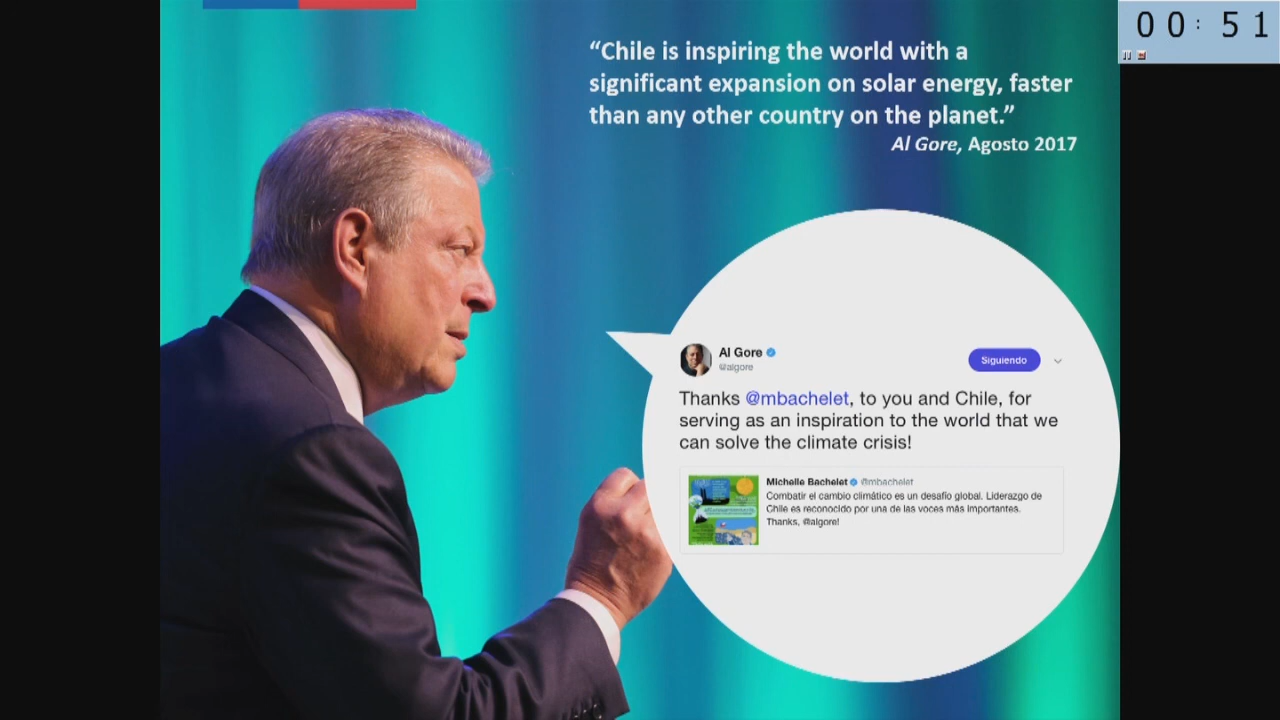 “Chile is inspiring the world with a
significant expansion on solar energy, faster
than any other country on the planet.”
Al Gore, Agosto 2017
00:51
Al Gore
@algore
Siguiendo
Thanks @mbachelet, to you and Chile, for
serving as an inspiration to the world that we
can solve the climate crisis!
Michelle Bachelet @mbachelet
Combatir el cambio climático es un desafío global. Liderazgo de
Chile es reconocido por una de las voces más importantes.
Thanks, @algore!